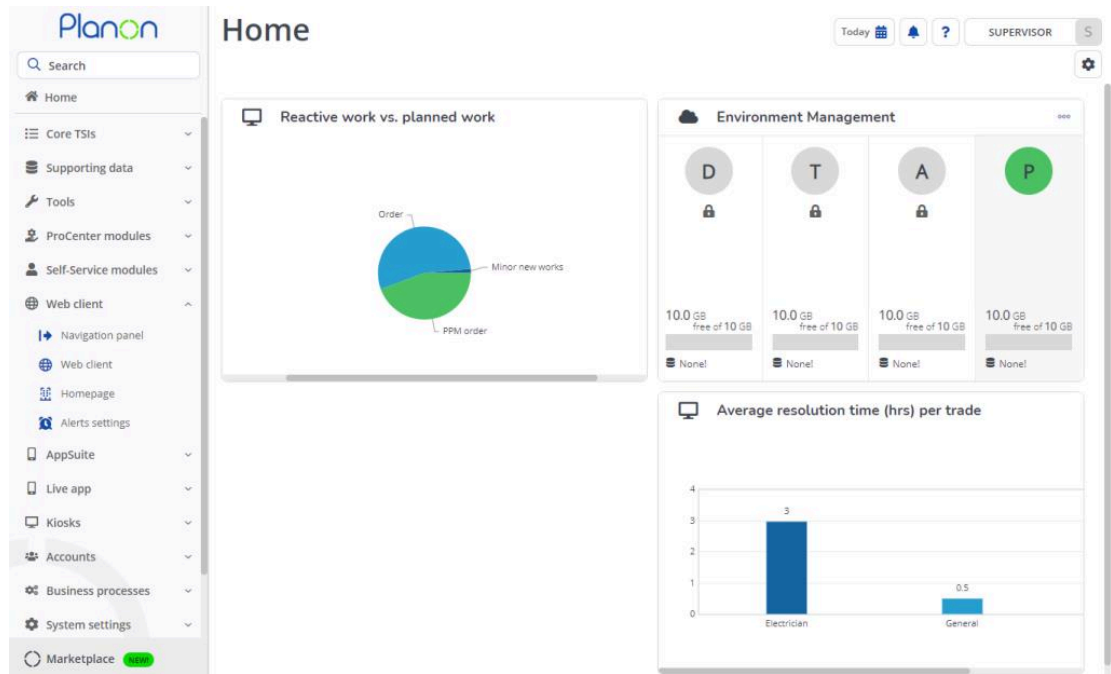 Planon
Search
Home
Core TSIs
Supporting data
Tools
ProCenter modules
Self-Service modules
Web client
Navigation panel
Web client
Homepage
Alerts settings
AppSuite
Live app
Kiosks
Accounts
Business processes
System settings
Marketplace NEW!
Home
Today
?
SUPERVISOR S
Reactive work vs. planned work
Order
Minor new works
PPM order
Environment Management
D T A P
10.0 GB free of 10 GB
None!
10.0 GB free of 10 GB
None!
10.0 GB free of 10 GB
None!
10.0 GB free of 10 GB
None!
Average resolution time (hrs) per trade
4
3
2
1
0
3
0.5
Electrician
General